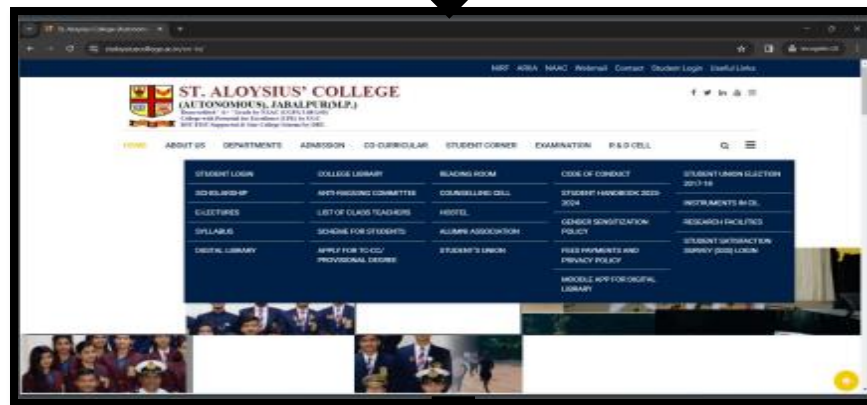 NIRF ARIIA NAAC Webmail Contact Student Login Useful Links
ST. ALOYSIUS' COLLEGE
(AUTONOMOUS), JABALPUR(M.P.)
HOME ABOUT US DEPARTMENTS ADMISSION CO-CURRICULAR STUDENT CORNER EXAMINATION R & D CELL
STUDENT LOGIN
SCHOLARSHIP
E-LECTURES
SYLLABUS
DIGITAL LIBRARY
COLLEGE LIBRARY
ANTI-RAGGING COMMITTEE
LIST OF CLASS TEACHERS
SCHEME FOR STUDENTS
APPLY FOR TC-CC/
PROVISIONAL DEGREE
READING ROOM
COUNSELLING CELL
HOSTEL
ALUMNI ASSOCIATION
STUDENT'S UNION
CODE OF CONDUCT
STUDENT HANDBOOK 2023-
2024
GENDER SENSITIZATION
POLICY
FEES PAYMENTS AND
PRIVACY POLICY
MOODLE APP FOR DIGITAL
LIBRARY
STUDENT UNION ELECTION
2017-18
INSTRUMENTS IN CIL
RESEARCH FACILITIES
STUDENT SATISFACTION
SURVEY (SSS) LOGIN